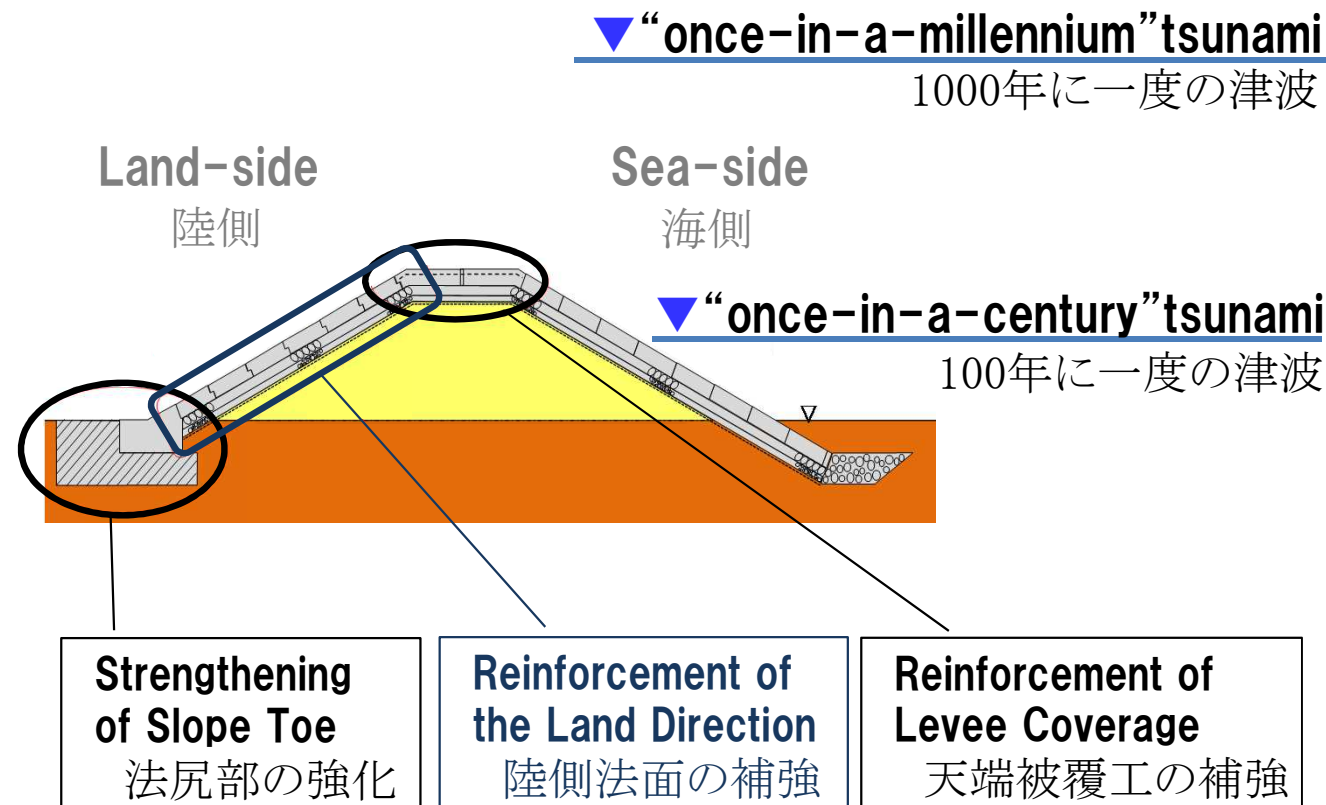 ▼“once-in-a-millennium”tsunami
1000年に一度の津波
Land-side
陸側
Sea-side
海側
▼“once-in-a-century”tsunami
100年に一度の津波
Strengthening
of Slope Toe
法尻部の強化
Reinforcement of
the Land Direction
陸側法面の補強
Reinforcement of
Levee Coverage
天端被覆工の補強